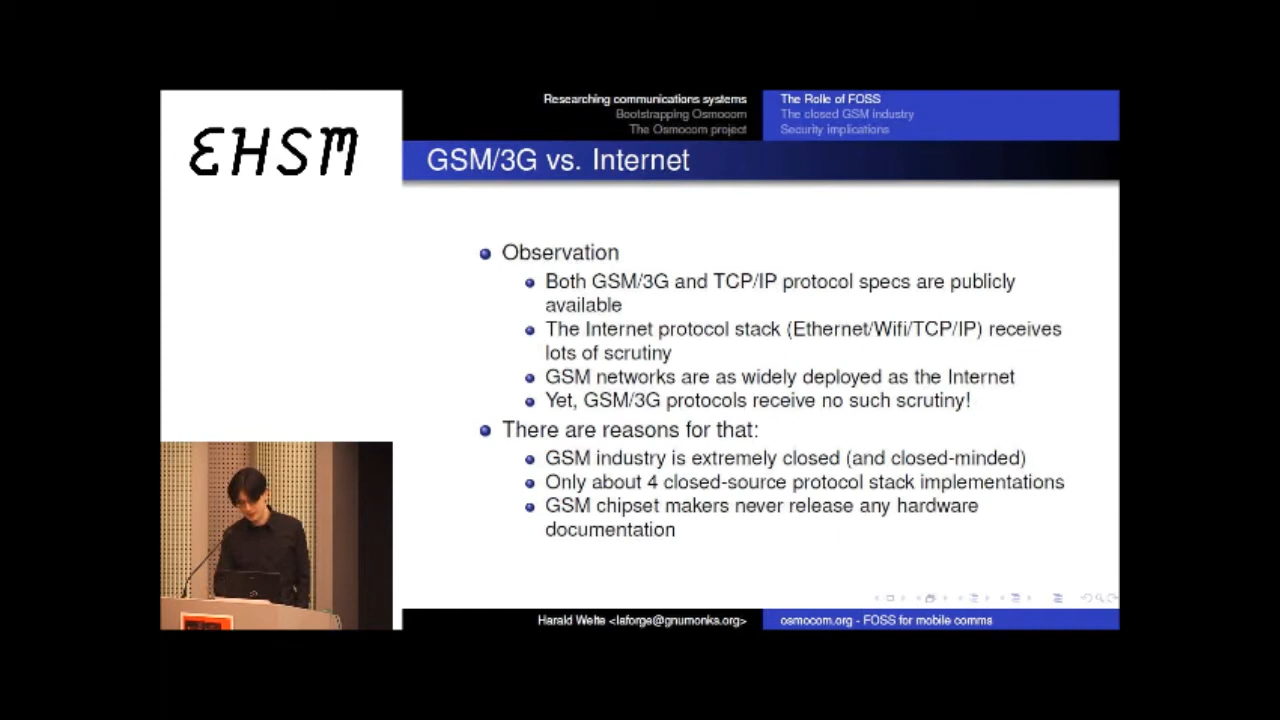 EHSM
Researching communications systems
Bootstrapping Osmocom
The Osmocom project
The Rolle of FOSS
The closed GSM industry
Security implications
GSM/3G vs. Internet
Observation
Both GSM/3G and TCP/IP protocol specs are publicly
available
The Internet protocol stack (Ethernet/Wifi/TCP/IP) receives
lots of scrutiny
GSM networks are as widely deployed as the Internet
Yet, GSM/3G protocols receive no such scrutiny!
There are reasons for that:
GSM industry is extremely closed (and closed-minded)
Only about 4 closed-source protocol stack implementations
GSM chipset makers never release any hardware
documentation
Harald Welte <laforge@gnumonks.org>
osmocom.org - FOSS for mobile comms